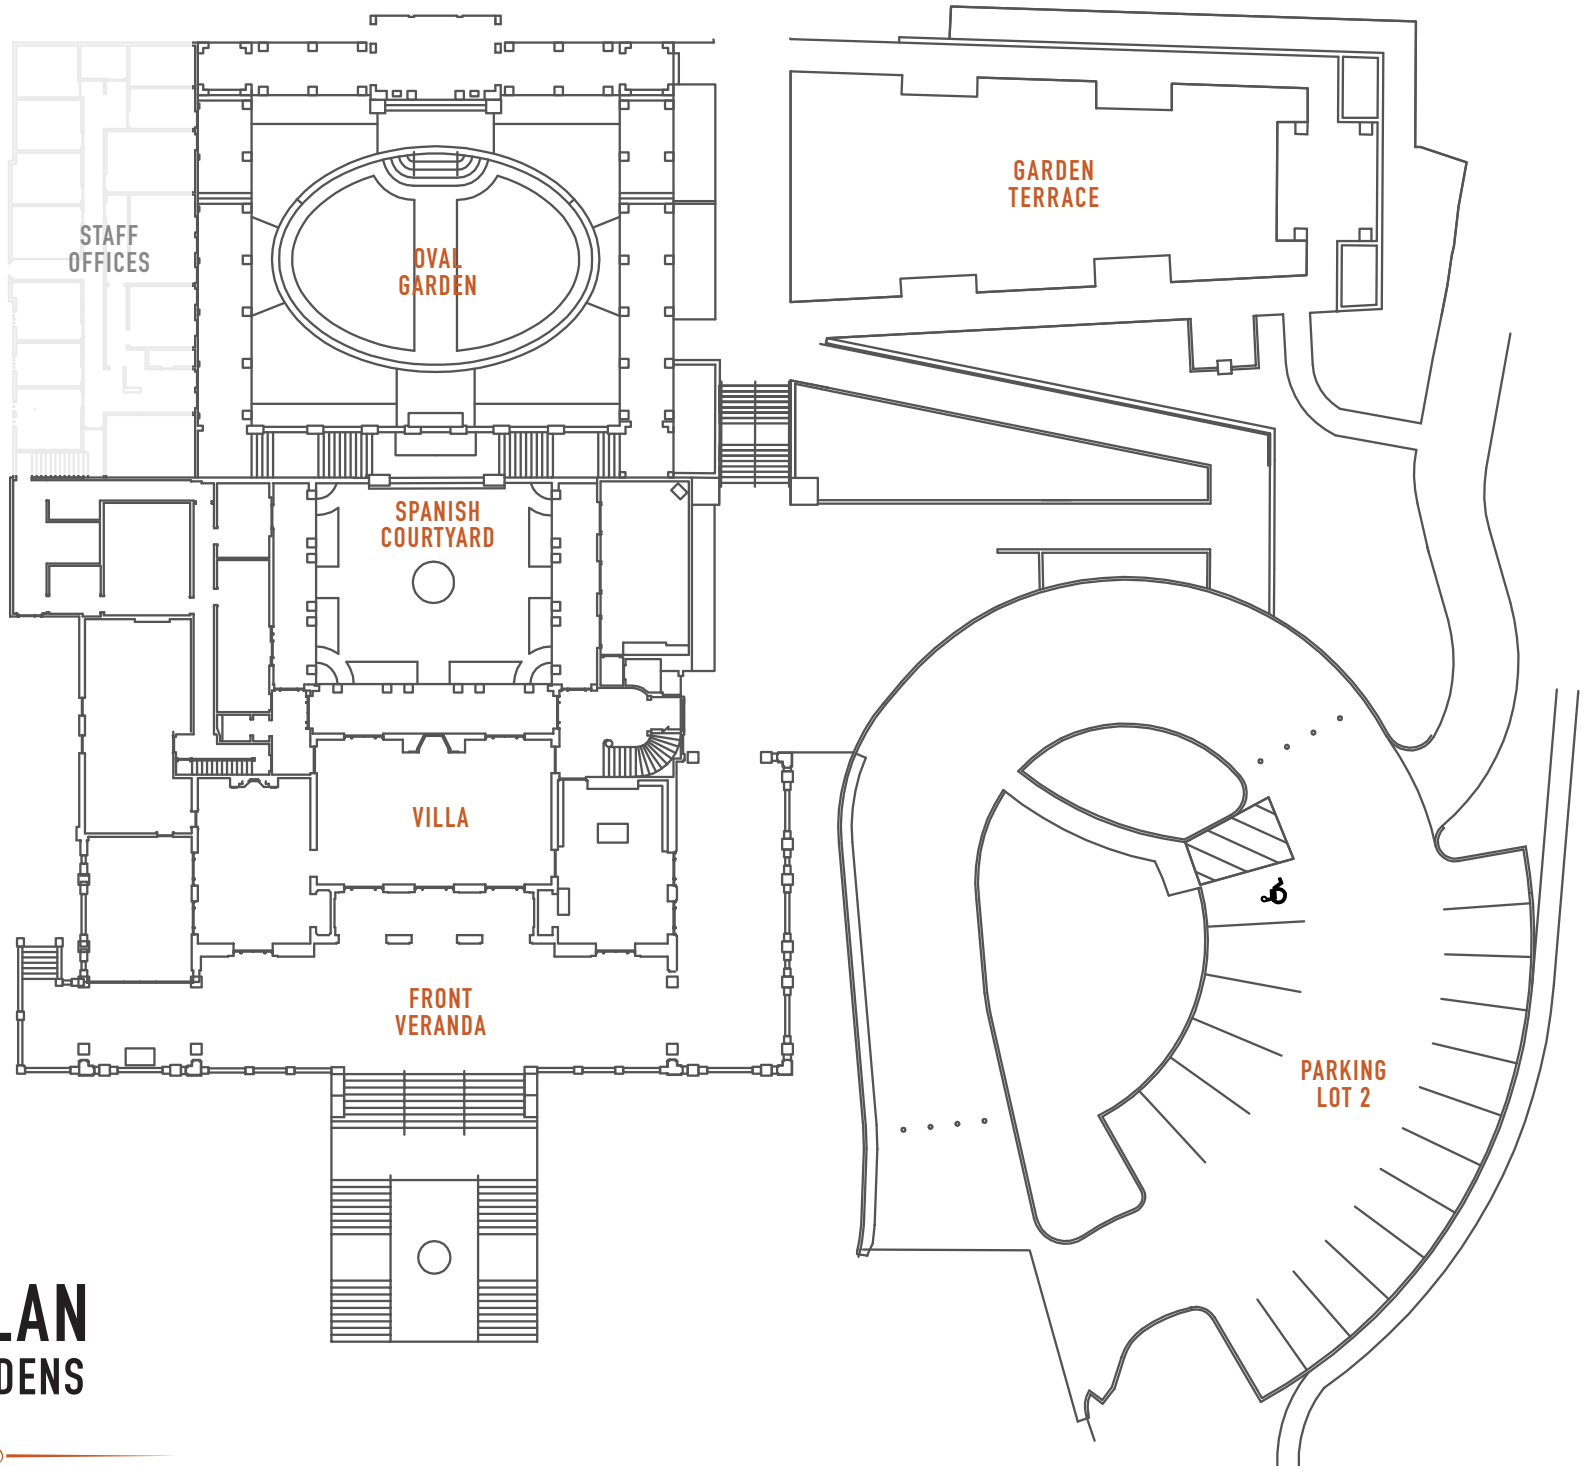 GARDEN
TERRACE
STAFF
OFFICES
OVAL
GARDEN
SPANISH
COURTYARD
VILLA
FRONT
VERANDA
PARKING
LOT 2
LAN
DENS